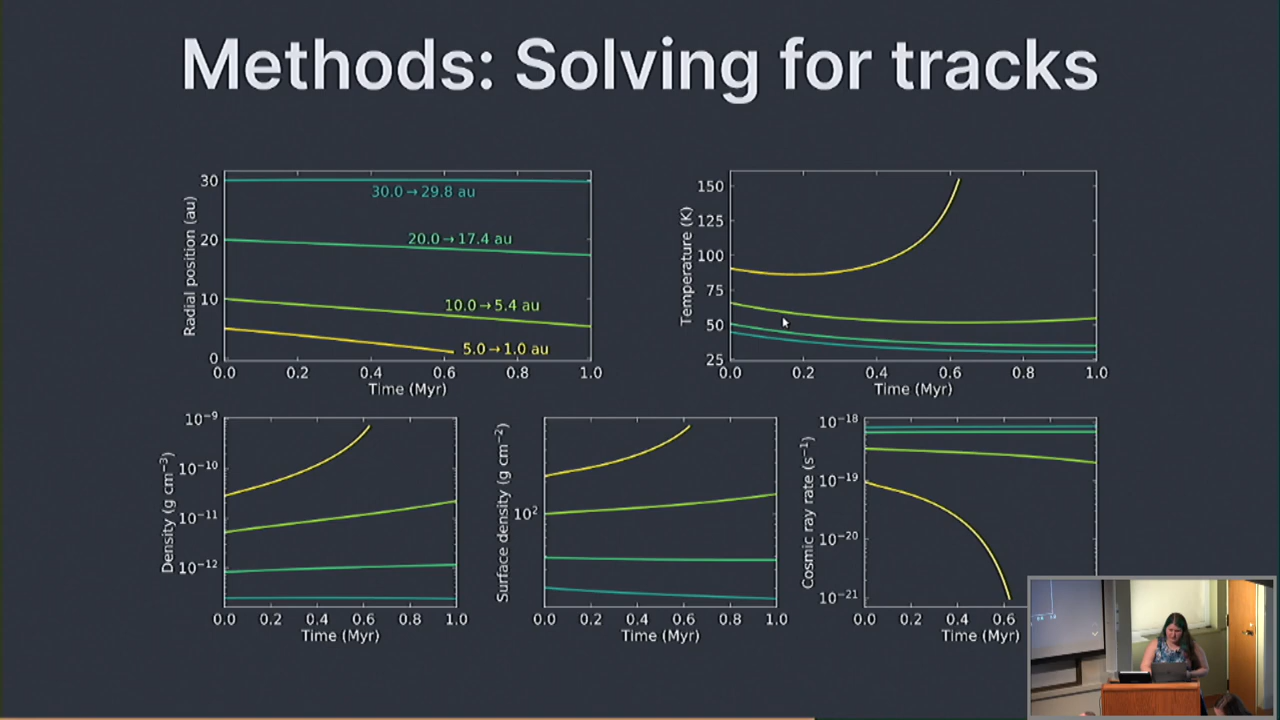 Methods: Solving for tracks
30
20
10
0
Radial position (au)
30.0→29.8 au
20.0→17.4 au
10.0→5.4 au
5.0→1.0 au
0.0 0.2 0.4 0.6 0.8 1.0
Time (Myr)
150
125
100
75
50
25
Temperature (K)
0.0 0.2 0.4 0.6 0.8 1.0
Time (Myr)
10⁻⁹
10⁻¹⁰
10⁻¹¹
10⁻¹²
Density (g cm⁻³)
0.0 0.2 0.4 0.6 0.8 1.0
Time (Myr)
10²
Surface density (g cm⁻²)
0.0 0.2 0.4 0.6 0.8 1.0
Time (Myr)
10⁻¹⁸
10⁻¹⁹
10⁻²⁰
10⁻²¹
Cosmic ray rate (s⁻¹)
0.0 0.2 0.4 0.6
Time (Myr)